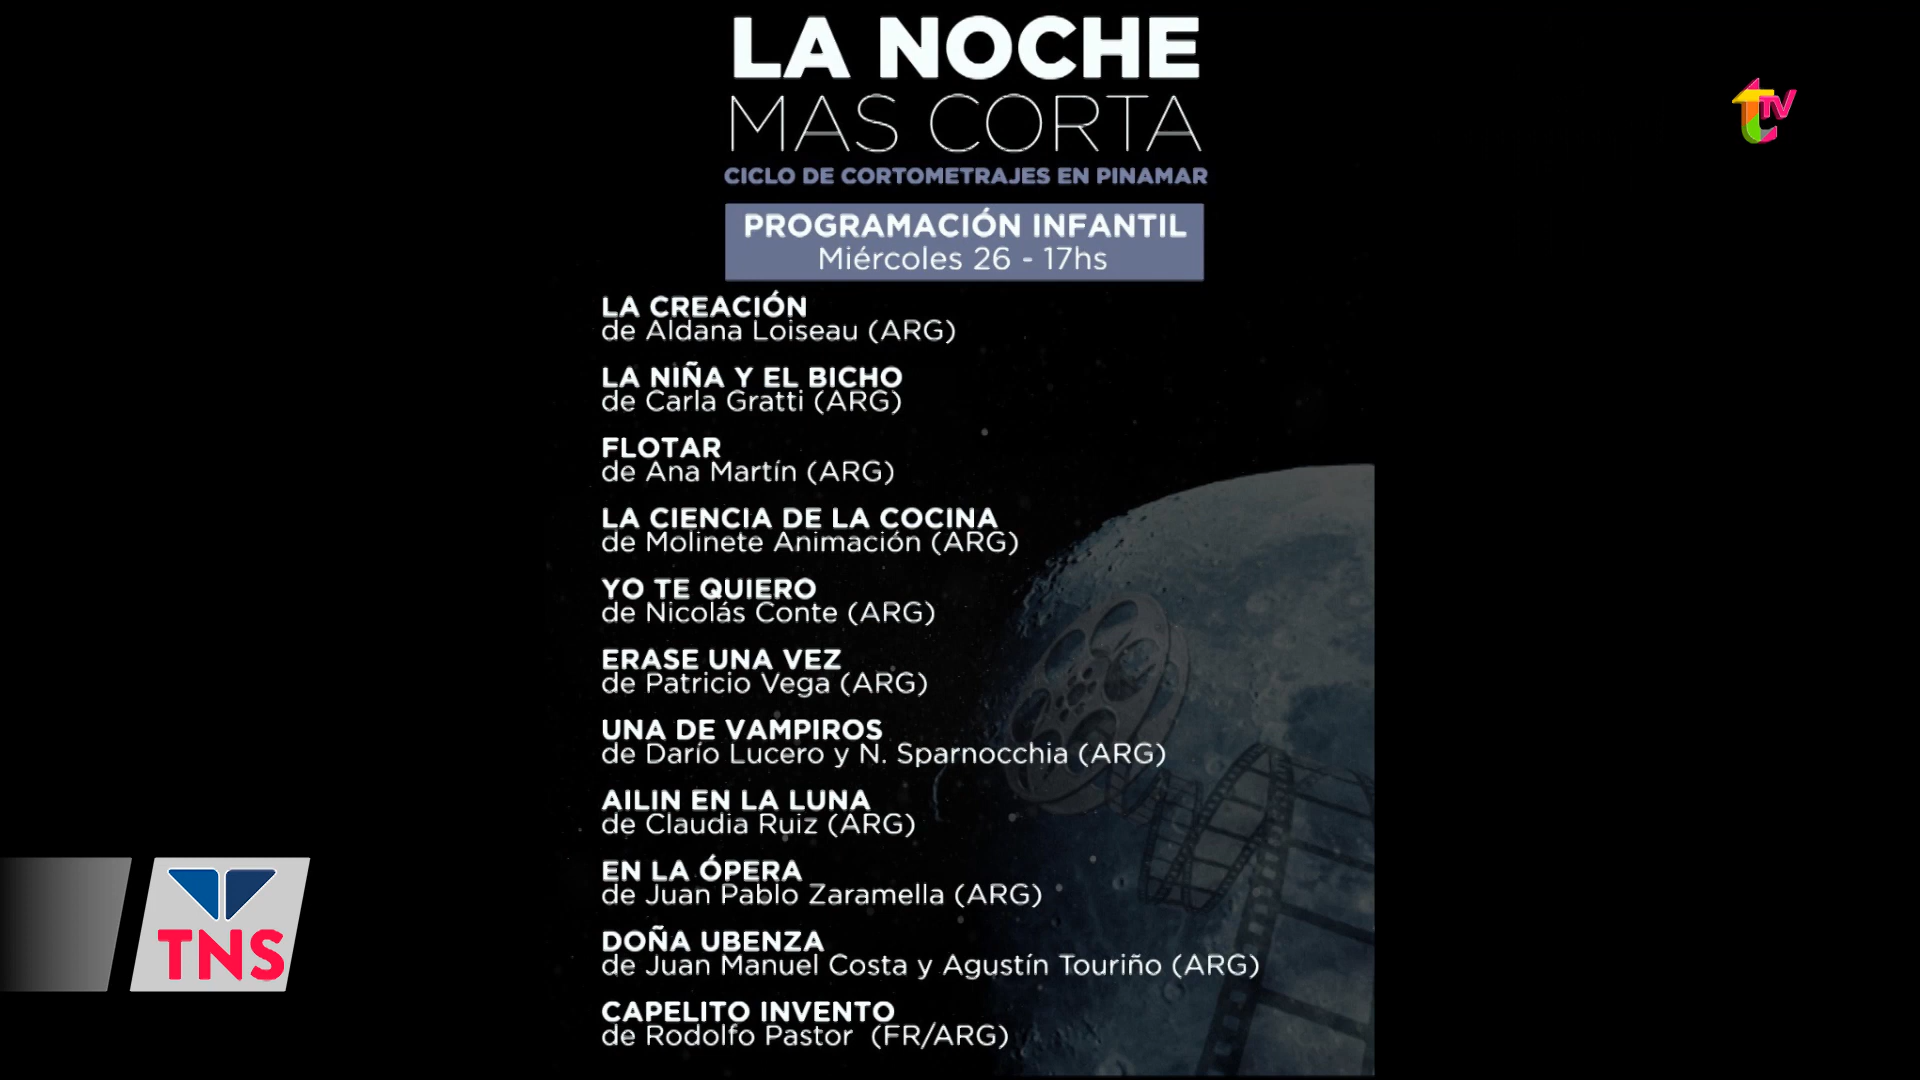 LA NOCHE
MAS CORTA
CICLO DE CORTOMETRAJES EN PINAMAR
PROGRAMACIÓN INFANTIL
Miércoles 26 - 17hs
LA CREACIÓN
de Aldana Loiseau (ARG)
LA NIÑA Y EL BICHO
de Carla Gratti (ARG)
FLOTAR
de Ana Martín (ARG)
LA CIENCIA DE LA COCINA
de Molinete Animación (ARG)
YO TE QUIERO
de Nicolás Conte (ARG)
ERASE UNA VEZ
de Patricio Vega (ARG)
UNA DE VAMPIROS
de Darío Lucero y N. Sparnocchia (ARG)
AILIN EN LA LUNA
de Claudia Ruiz (ARG)
EN LA ÓPERA
de Juan Pablo Zaramella (ARG)
DOÑA UBENZA
de Juan Manuel Costa y Agustín Touriño (ARG)
CAPELITO INVENTO
de Rodolfo Pastor (FR/ARG)
tTV
TNS